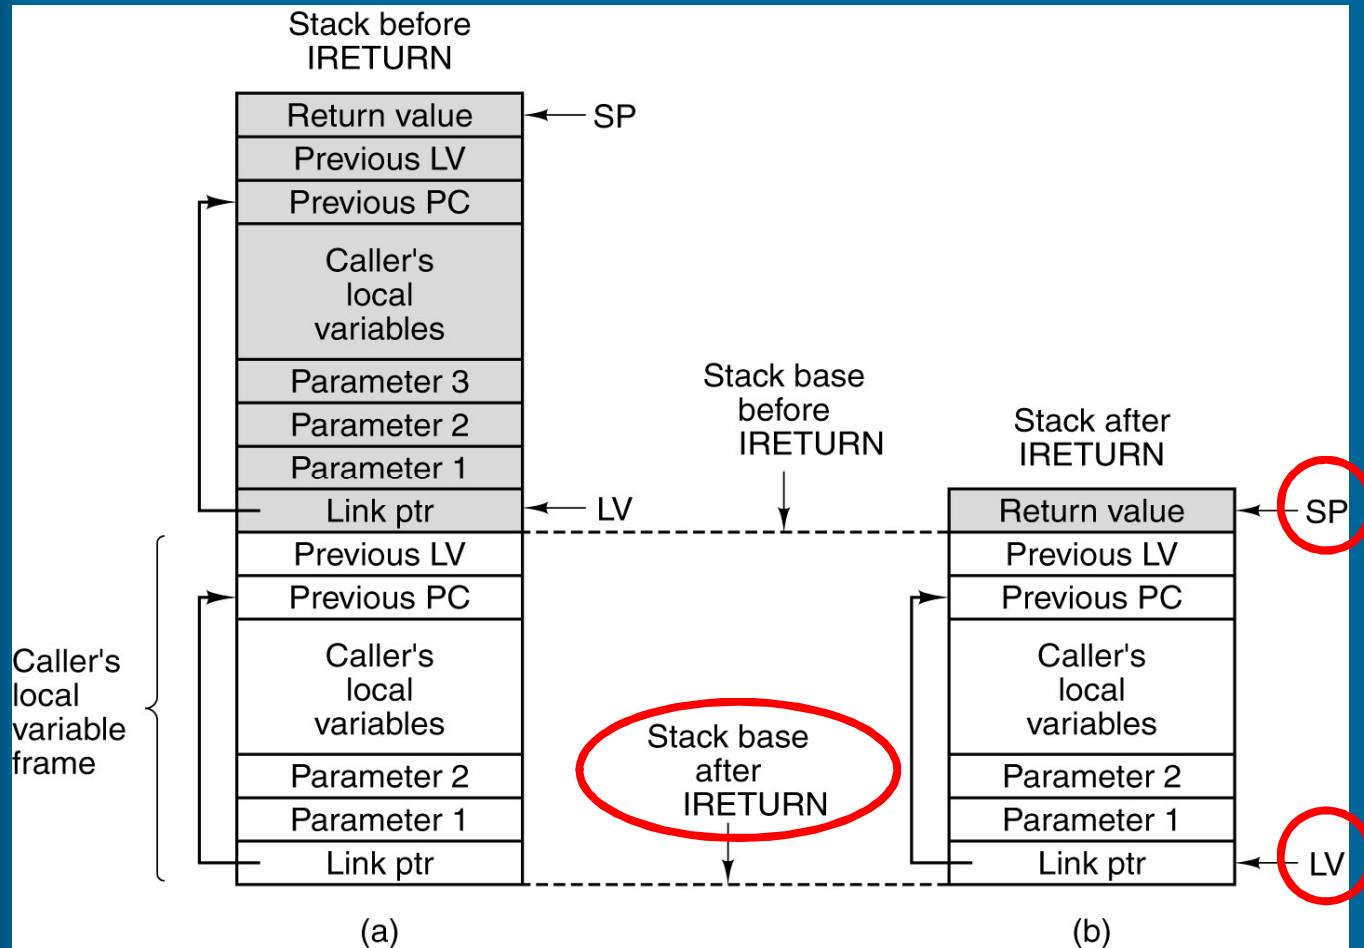 Stack before
IRETURN
Return value
SP
Previous LV
Previous PC
Caller's
local
variables
Parameter 3
Parameter 2
Parameter 1
Link ptr
LV
Previous LV
Previous PC
Caller's
local
variables
Parameter 2
Parameter 1
Link ptr
Caller's
local
variable
frame
(a)
Stack base
before
IRETURN
Stack base
after
IRETURN
Stack after
IRETURN
Return value
SP
Previous LV
Previous PC
Caller's
local
variables
Parameter 2
Parameter 1
Link ptr
LV
(b)